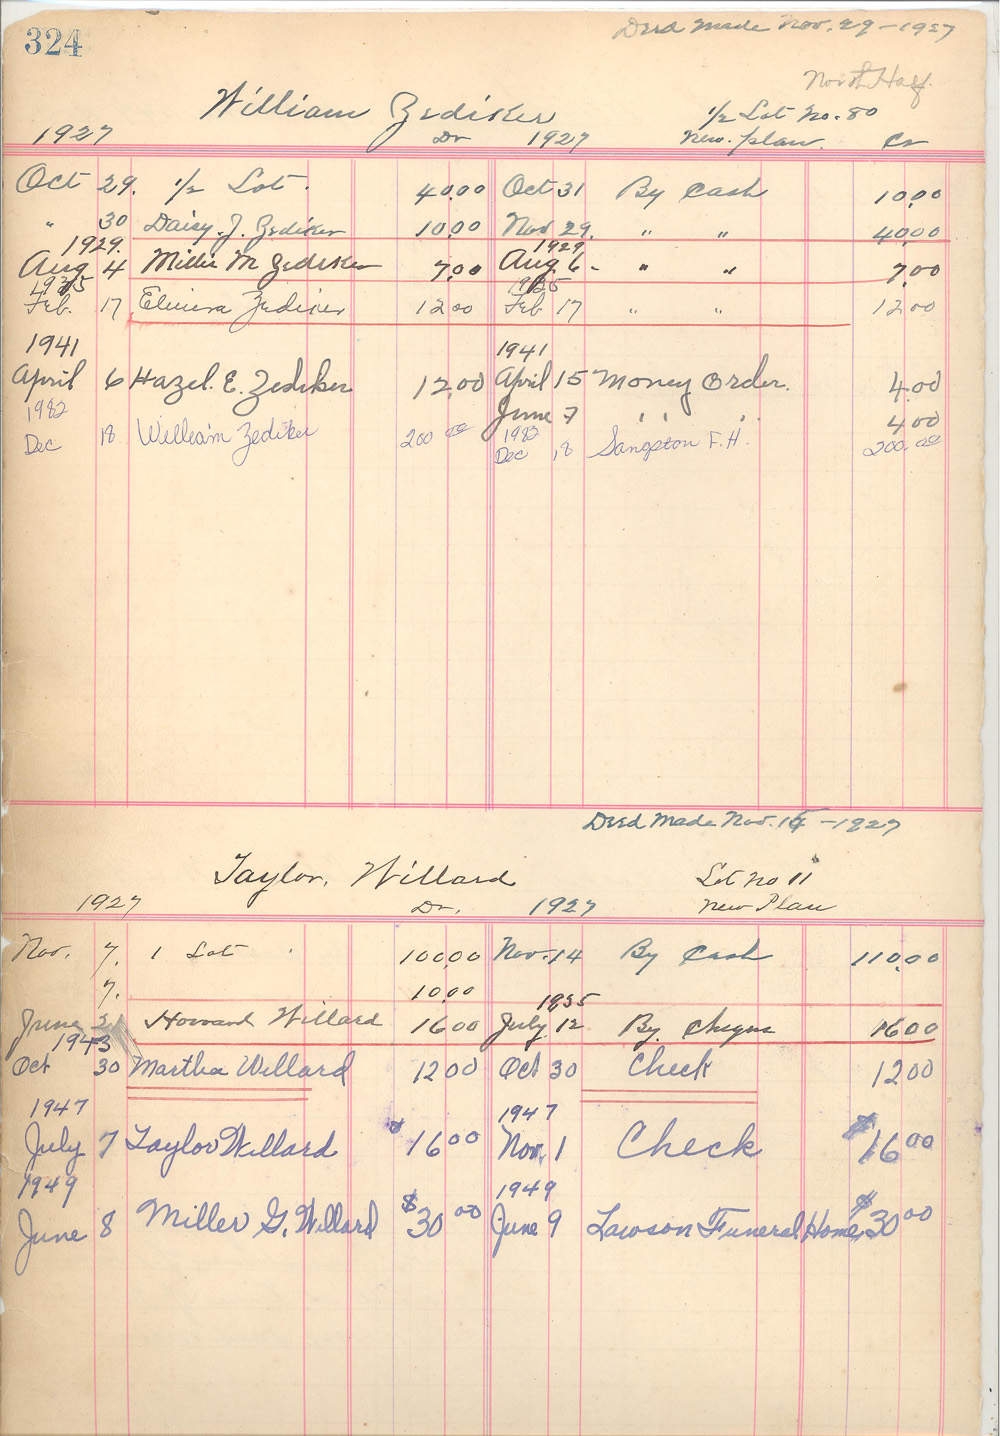 324
Deed Made Nov. 29-1927
North Half.
William Zediker
1/2 Lot No. 80
1927 Dr 1927 New. plan. Cr
Oct 29. 1/2 Lot. 40.00 Oct 31 By Cash 10.00
" 30 Daisy. J. Zediker 10.00 Nov 29. " " 40.00
1929. 1929
Aug 4 Millie M Zediker 7.00 Aug. 6- " " 7.00
1935 1935
Feb. 17 Elmira Zediker 12 00 Feb 17 " " 12.00
1941 1941
April 6 Hazel. E. Zediker 12.00 April 15 Money Order. 4.00
June 7 " " 4 00
1982 1982
Dec 18 William Zediker 200 00 Dec 18 Sangston F.H. 200.00
Deed Made Nov. 15 -1927
Taylor, Willard
Lot No 11
1927 Dr. 1927 New Plan
Nov. 7. 1 Lot 100.00 Nov. 14 By Cash 110.00
7. 10.00
1935
June Howard Willard 16 00 July 12 By. Cheque 16 00
1943
Oct 30 Martha Willard 12 00 Oct 30 Check 12 00
1947 1947
July 7 Taylor Willard $16 00 Nov. 1 Check $16 00
1949 1949
June 8 Miller G. Willard $30 00 June 9 Lawson Funeral Home $30 00